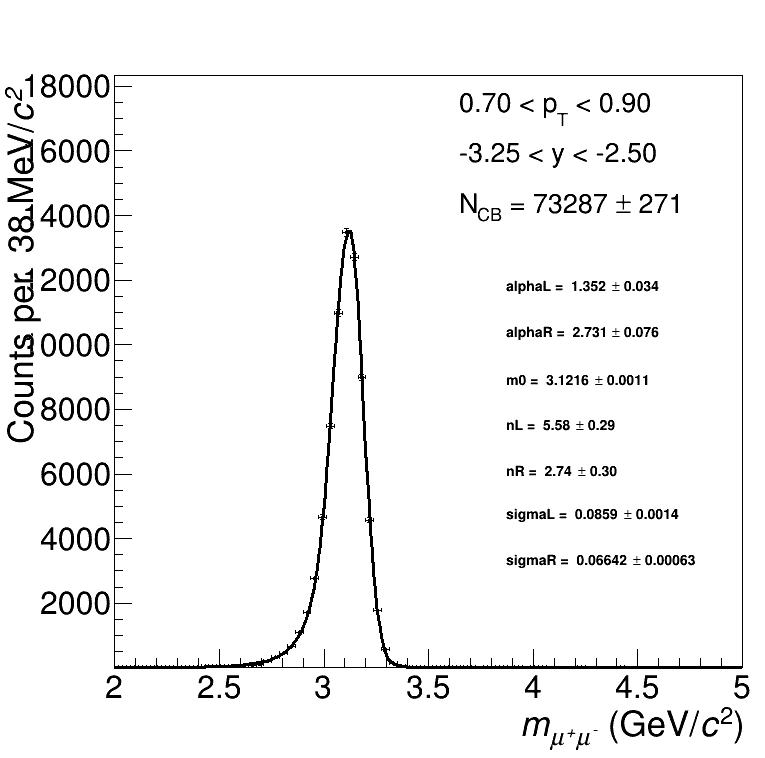 Counts per 38 MeV/c²
18000
16000
14000
12000
10000
8000
6000
4000
2000
0.70 < p_T < 0.90
-3.25 < y < -2.50
N_CB = 73287 ± 271
alphaL = 1.352 ± 0.034
alphaR = 2.731 ± 0.076
m0 = 3.1216 ± 0.0011
nL = 5.58 ± 0.29
nR = 2.74 ± 0.30
sigmaL = 0.0859 ± 0.0014
sigmaR = 0.06642 ± 0.00063
2 2.5 3 3.5 4 4.5 5
m_μ⁺μ⁻ (GeV/c²)